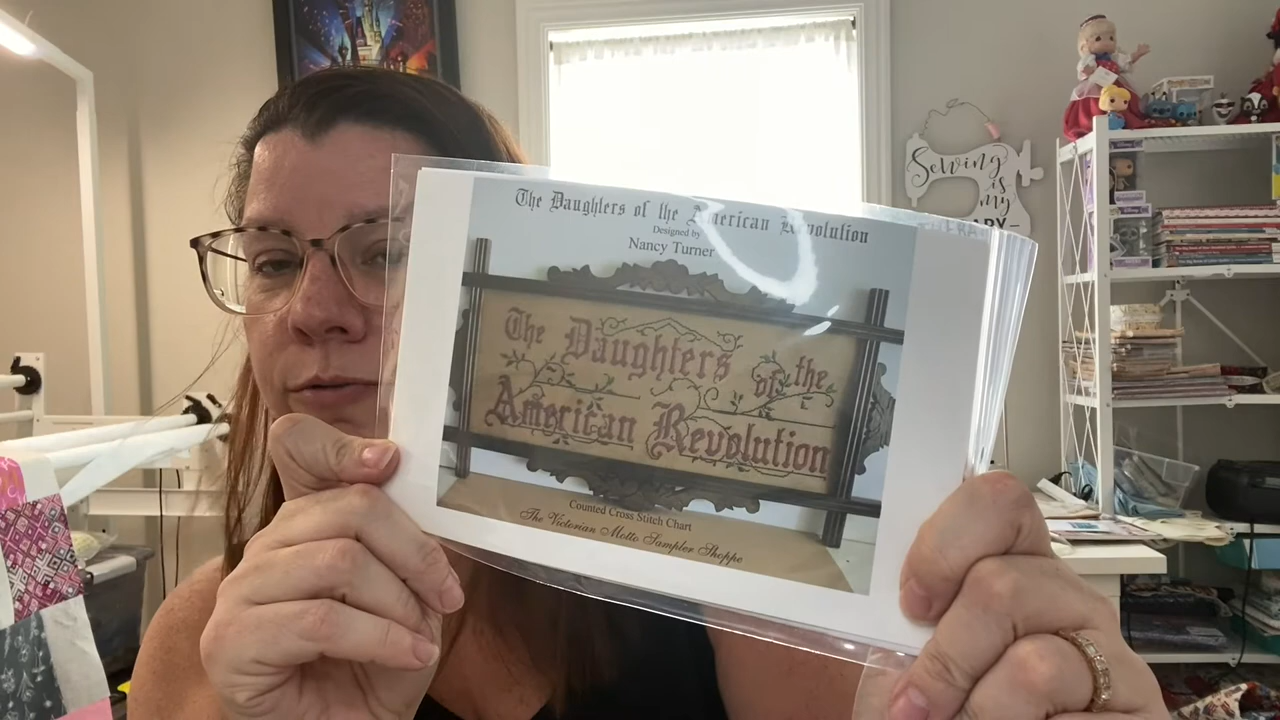 The Daughters of the American Revolution
Designed by
Nancy Turner
The Daughters
of the
American Revolution
Counted Cross Stitch Chart
The Victorian Motto Sampler Shoppe
Sewing
is
my